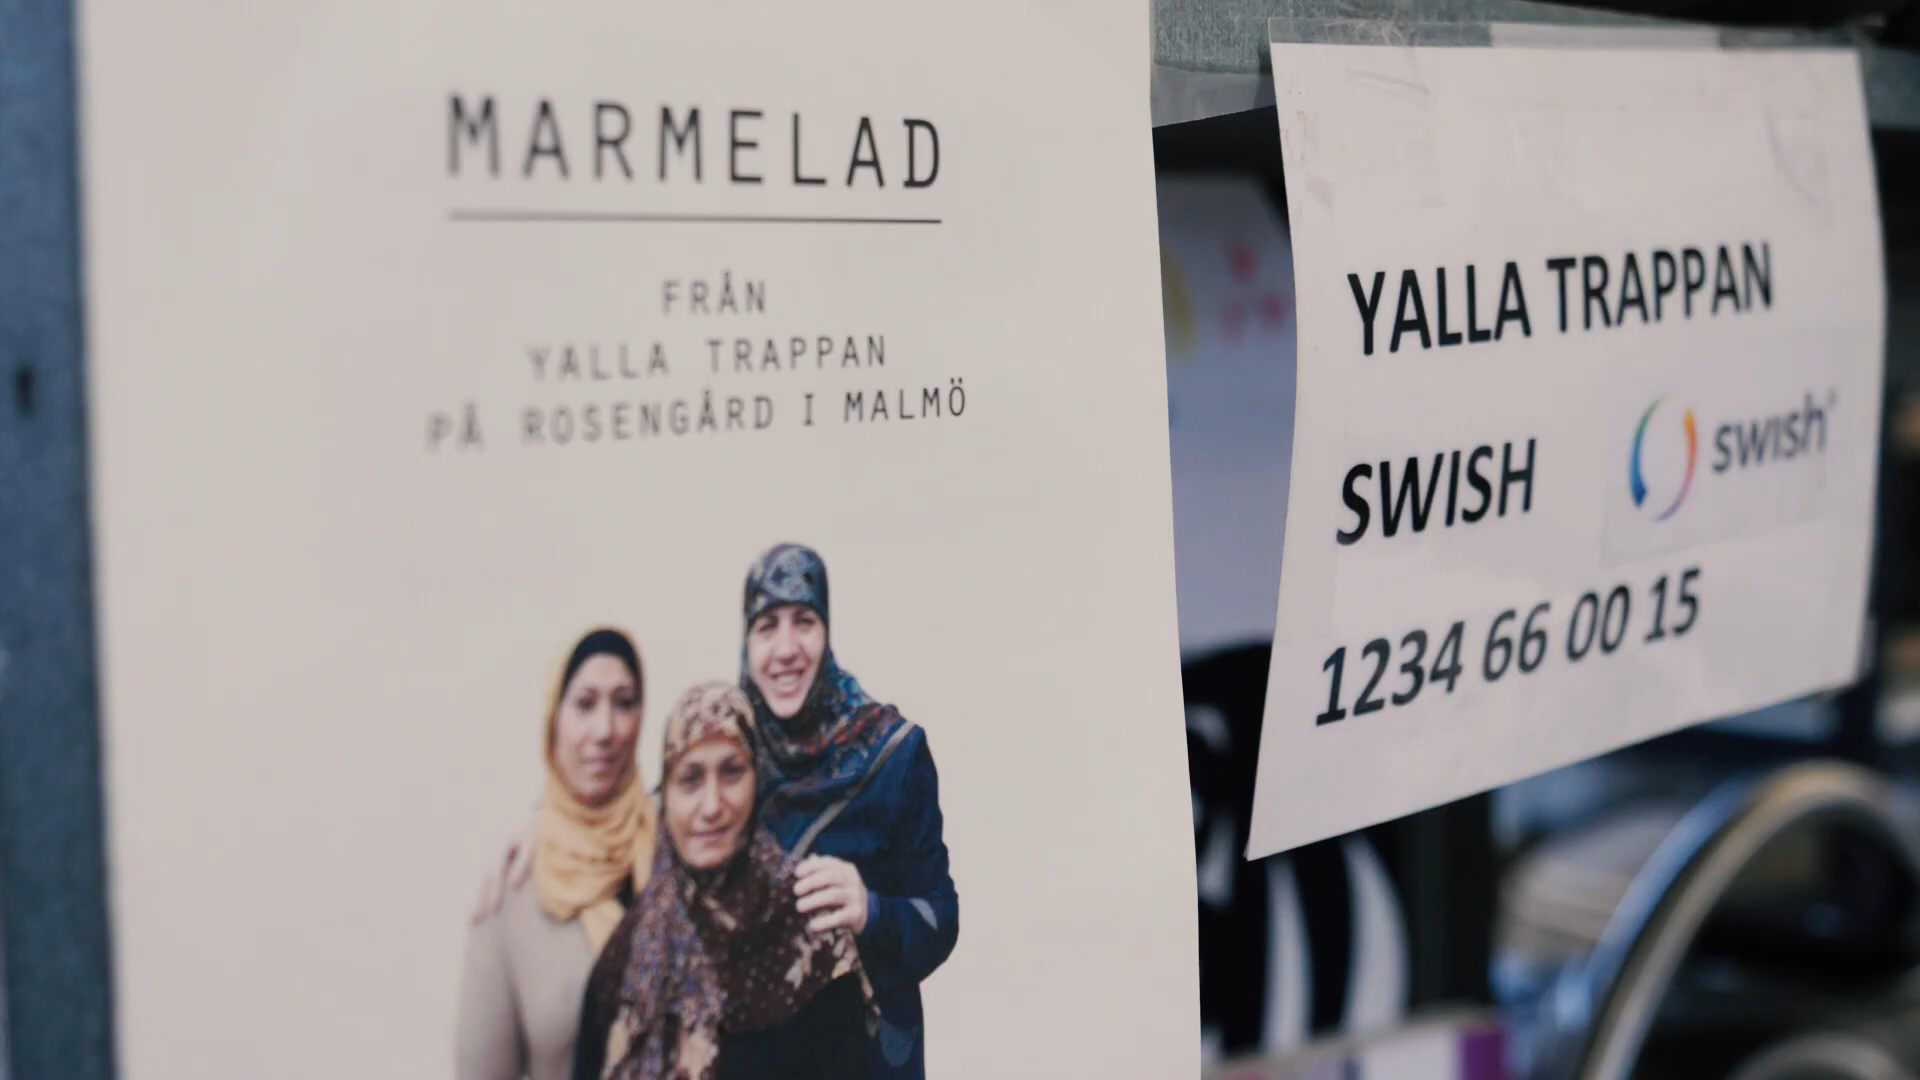 MARMELAD
FRÅN
YALLA TRAPPAN
PÅ ROSENGÅRD I MALMÖ
YALLA TRAPPAN
SWISH
swish®
1234 66 00 15